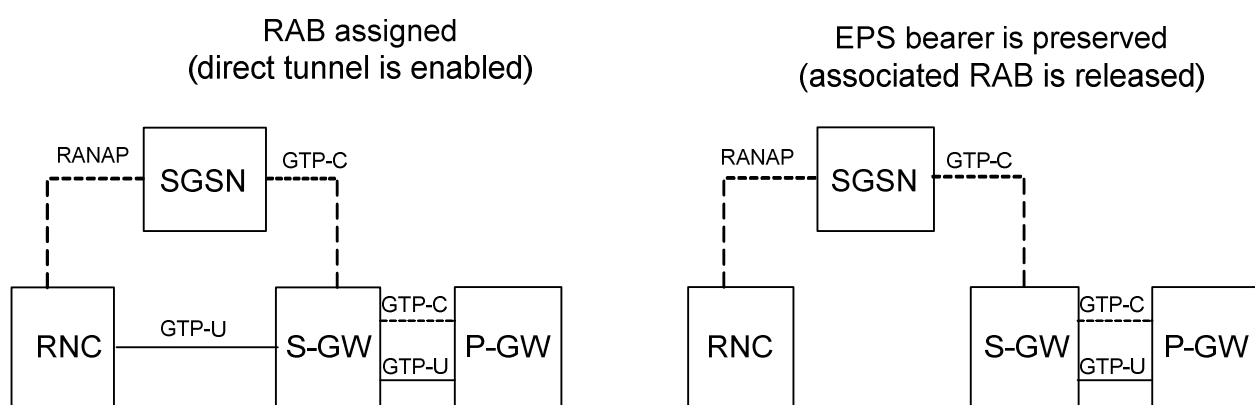 RAB assigned
(direct tunnel is enabled)
RANAP
SGSN
GTP-C
RNC
GTP-U
S-GW
GTP-C
GTP-U
P-GW
EPS bearer is preserved
(associated RAB is released)
RANAP
SGSN
GTP-C
RNC
S-GW
GTP-C
GTP-U
P-GW